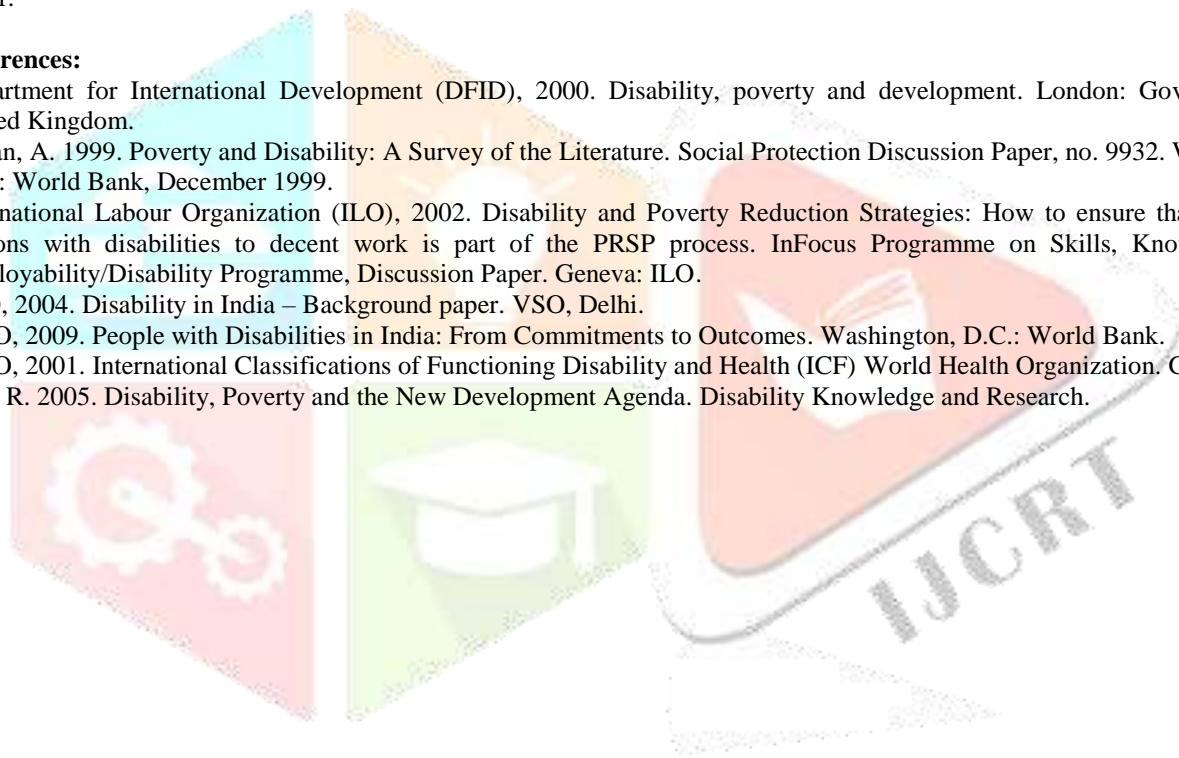 rences:
artment for International Development (DFID), 2000. Disability, poverty and development. London: Gov
ed Kingdom.
an, A. 1999. Poverty and Disability: A Survey of the Literature. Social Protection Discussion Paper, no. 9932. W
: World Bank, December 1999.
national Labour Organization (ILO), 2002. Disability and Poverty Reduction Strategies: How to ensure tha
ons with disabilities to decent work is part of the PRSP process. InFocus Programme on Skills, Know
loyability/Disability Programme, Discussion Paper. Geneva: ILO.
, 2004. Disability in India – Background paper. VSO, Delhi.
O, 2009. People with Disabilities in India: From Commitments to Outcomes. Washington, D.C.: World Bank.
O, 2001. International Classifications of Functioning Disability and Health (ICF) World Health Organization. G
R. 2005. Disability, Poverty and the New Development Agenda. Disability Knowledge and Research.
IJCRT